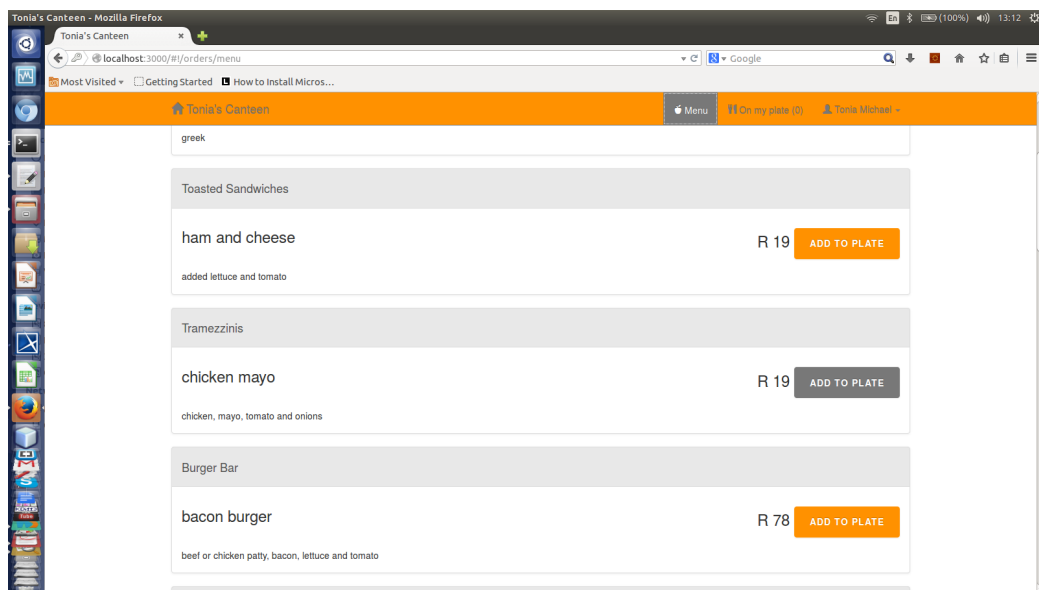 Tonia's Canteen - Mozilla Firefox
En (100%) 13:12
Tonia's Canteen ×
localhost:3000/#!/orders/menu
Google
Most Visited Getting Started How to Install Micros...
Tonia's Canteen Menu On my plate (0) Tonia Michael
greek
Toasted Sandwiches
ham and cheese R 19 ADD TO PLATE
added lettuce and tomato
Tramezzinis
chicken mayo R 19 ADD TO PLATE
chicken, mayo, tomato and onions
Burger Bar
bacon burger R 78 ADD TO PLATE
beef or chicken patty, bacon, lettuce and tomato